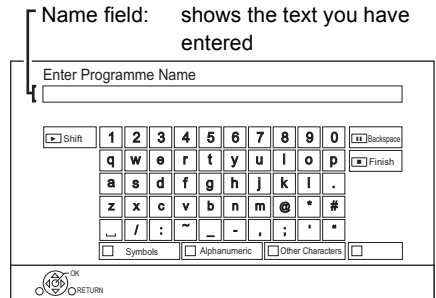 Name field: shows the text you have
entered
Enter Programme Name
Shift 1 2 3 4 5 6 7 8 9 0 Backspace
q w e r t y u i o p Finish
a s d f g h j k l .
z x c v b n m @ * #
⎵ / : ~ _ - , ; ‘ “
Symbols Alphanumeric Other Characters
OK
RETURN